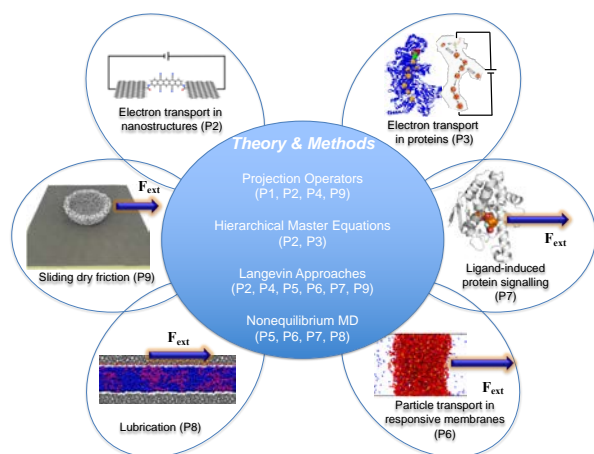 Electron transport in
nanostructures (P2)
Electron transport
in proteins (P3)
Theory & Methods
Projection Operators
(P1, P2, P4, P9)
Hierarchical Master Equations
(P2, P3)
Langevin Approaches
(P2, P4, P5, P6, P7, P9)
Nonequilibrium MD
(P5, P6, P7, P8)
Fext
Sliding dry friction (P9)
Fext
Ligand-induced
protein signalling
(P7)
Fext
Lubrication (P8)
Fext
Particle transport in
responsive membranes
(P6)